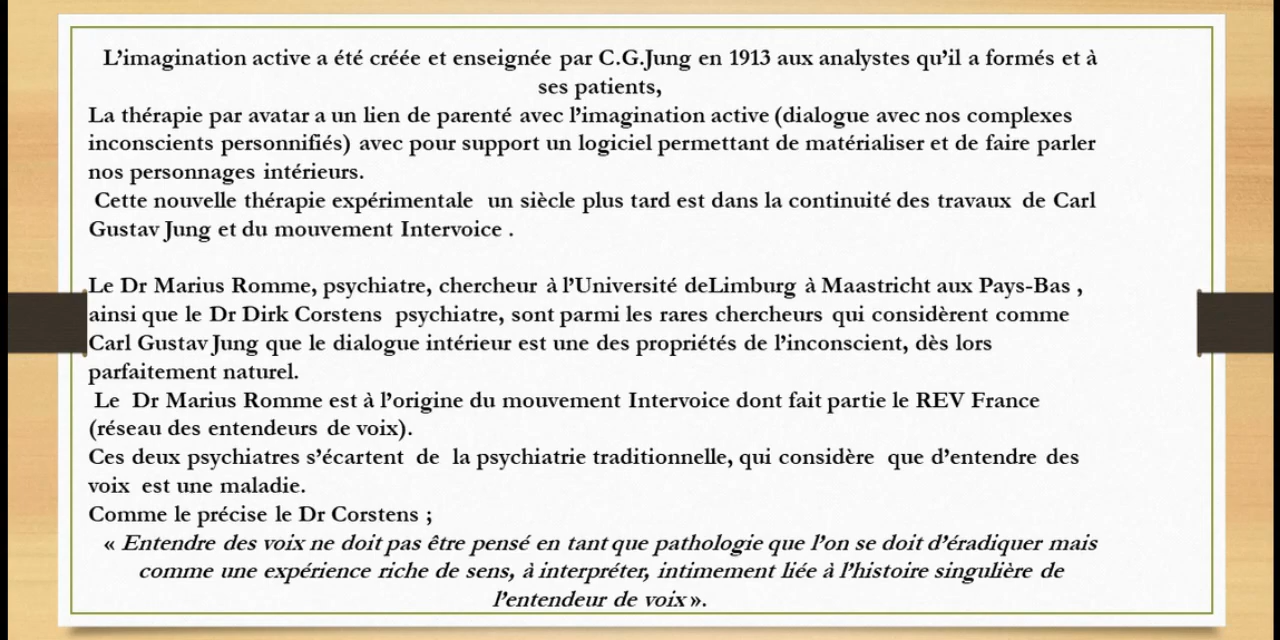 L’imagination active a été créée et enseignée par C.G.Jung en 1913 aux analystes qu’il a formés et à
ses patients,
La thérapie par avatar a un lien de parenté avec l’imagination active (dialogue avec nos complexes
inconscients personnifiés) avec pour support un logiciel permettant de matérialiser et de faire parler
nos personnages intérieurs.
Cette nouvelle thérapie expérimentale un siècle plus tard est dans la continuité des travaux de Carl
Gustav Jung et du mouvement Intervoice .
Le Dr Marius Romme, psychiatre, chercheur à l’Université deLimburg à Maastricht aux Pays-Bas ,
ainsi que le Dr Dirk Corstens psychiatre, sont parmi les rares chercheurs qui considèrent comme
Carl Gustav Jung que le dialogue intérieur est une des propriétés de l’inconscient, dès lors
parfaitement naturel.
Le Dr Marius Romme est à l’origine du mouvement Intervoice dont fait partie le REV France
(réseau des entendeurs de voix).
Ces deux psychiatres s’écartent de la psychiatrie traditionnelle, qui considère que d’entendre des
voix est une maladie.
Comme le précise le Dr Corstens ;
« Entendre des voix ne doit pas être pensé en tant que pathologie que l’on se doit d’éradiquer mais
comme une expérience riche de sens, à interpréter, intimement liée à l’histoire singulière de
l’entendeur de voix ».